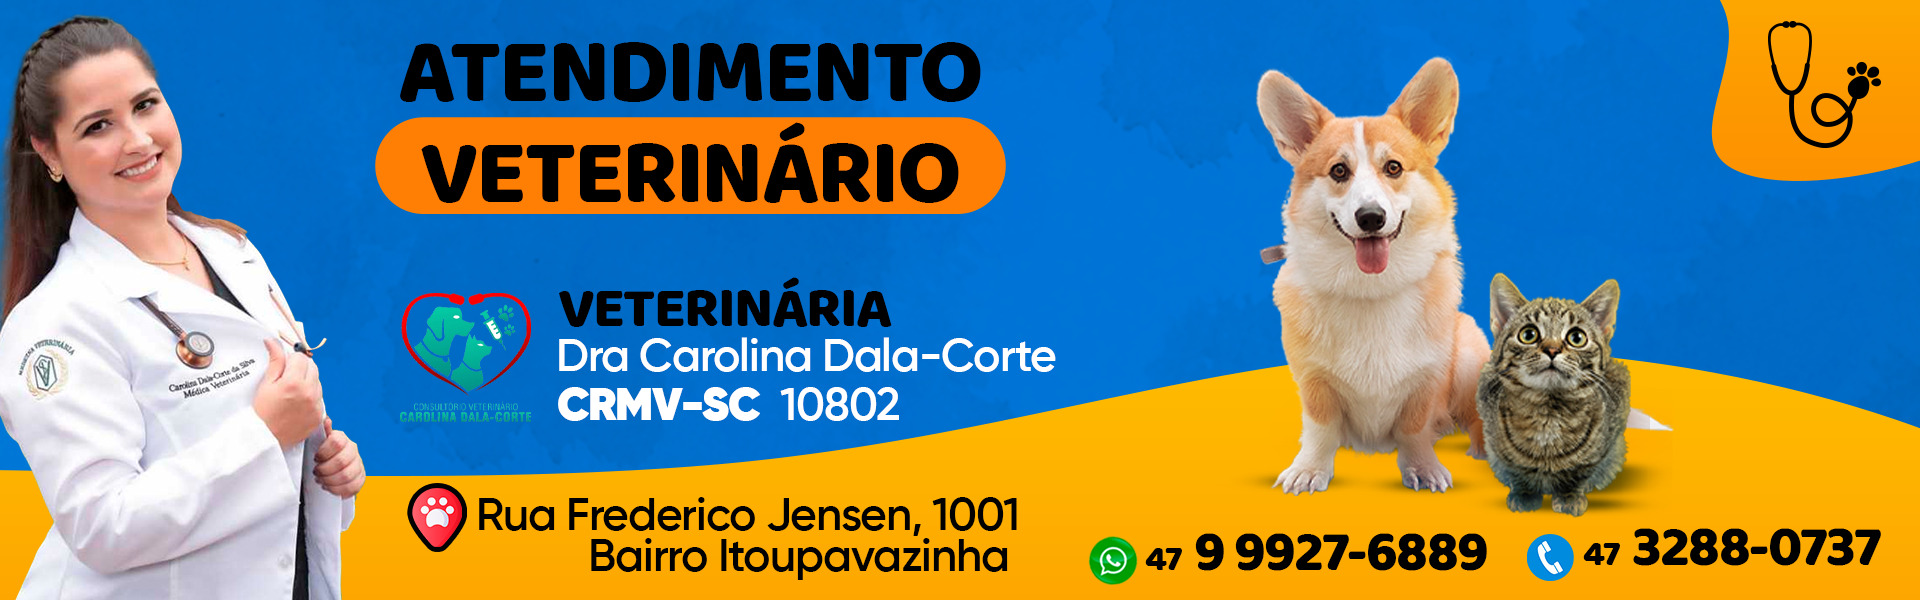 ATENDIMENTO
VETERINÁRIO
MEDICINA VETERINÁRIA
Carolina Dala-Corte da Silva
Médica Veterinária
CONSULTÓRIO VETERINÁRIO
CAROLINA DALA-CORTE
VETERINÁRIA
Dra Carolina Dala-Corte
CRMV-SC 10802
Rua Frederico Jensen, 1001
Bairro Itoupavazinha
47 9 9927-6889
47 3288-0737